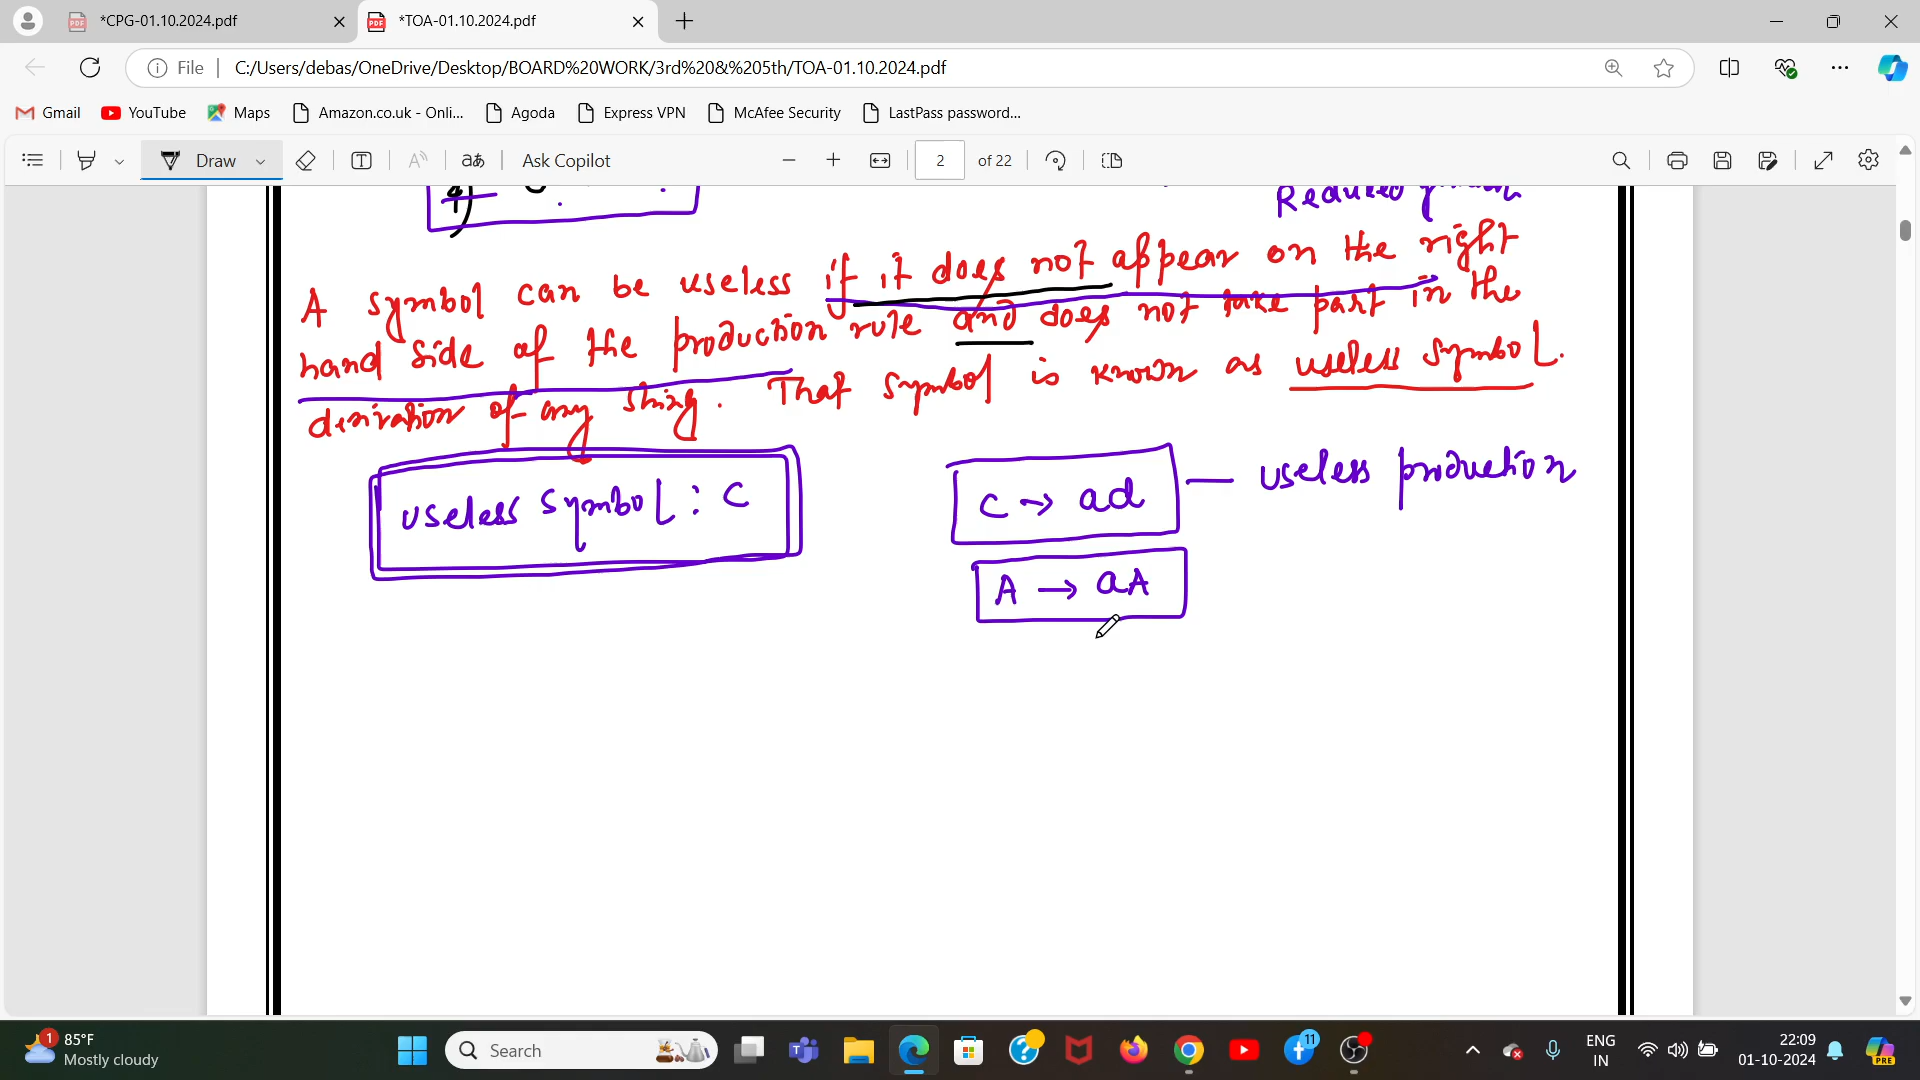 *CPG-01.10.2024.pdf
*TOA-01.10.2024.pdf
File
C:/Users/debas/OneDrive/Desktop/BOARD%20WORK/3rd%20&%205th/TOA-01.10.2024.pdf
Gmail
YouTube
Maps
Amazon.co.uk - Onli...
Agoda
Express VPN
McAfee Security
LastPass password...
Draw
Ask Copilot
2 of 22
4)
Reduced
A symbol can be useless if it does not appear on the right
hand side of the production rule and does not take part in the
derivation of any string. That symbol is known as useless symbol.
useless symbol : C
C → ad
useless production
A → aA
85°F
Mostly cloudy
Search
ENG
IN
22:09
01-10-2024